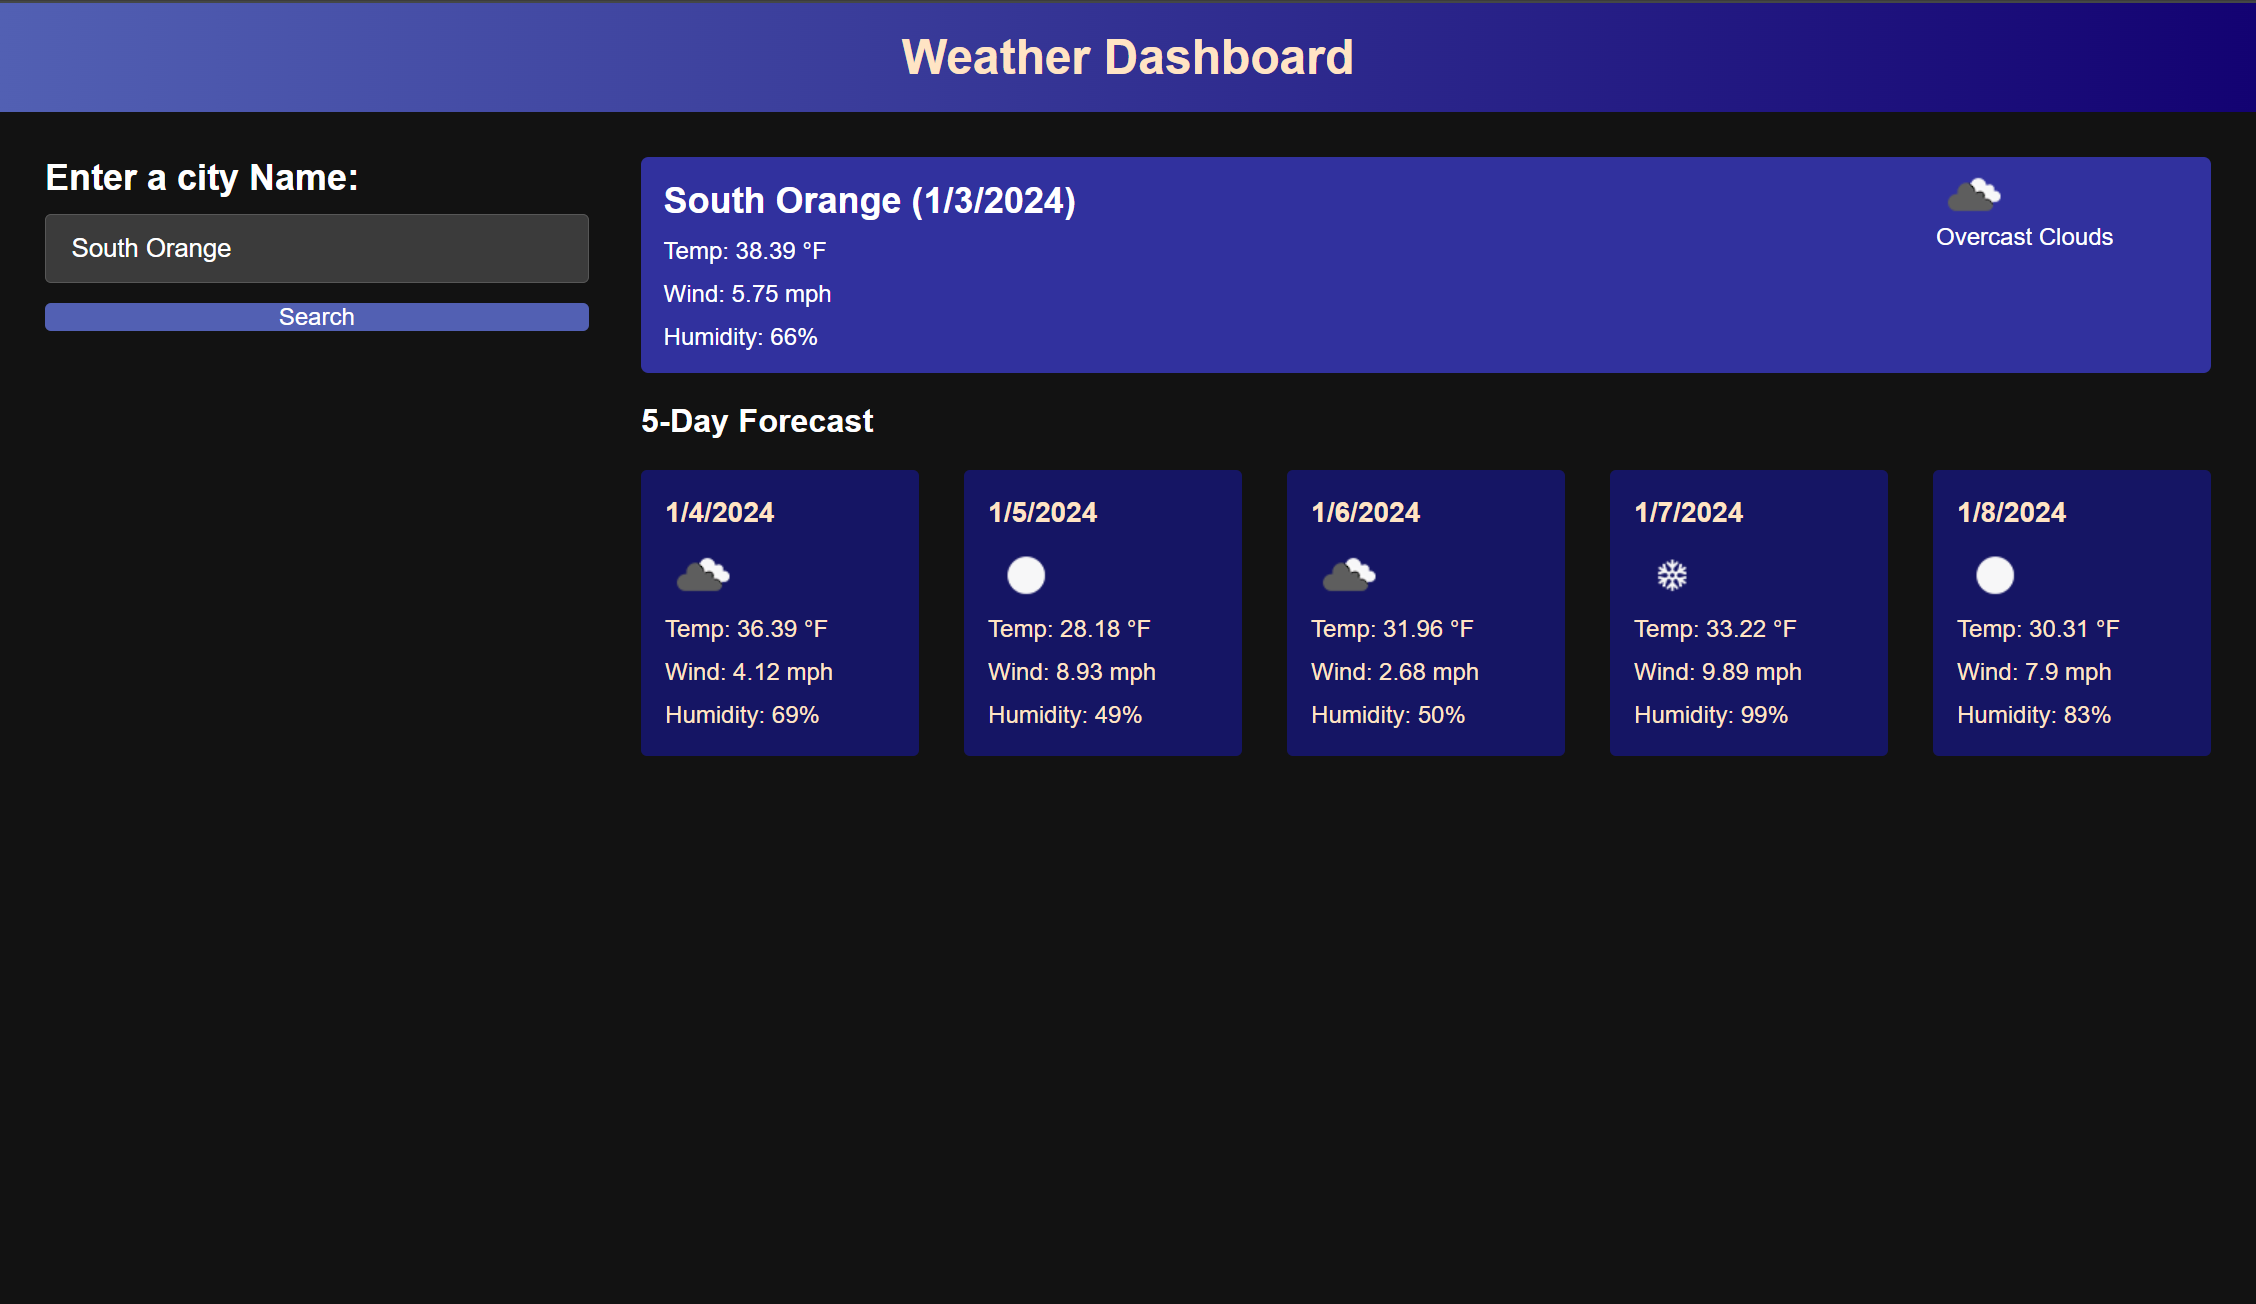 Weather Dashboard
Enter a city Name:
South Orange
Search
South Orange (1/3/2024)
Temp: 38.39 °F
Wind: 5.75 mph
Humidity: 66%
Overcast Clouds
5-Day Forecast
1/4/2024
Temp: 36.39 °F
Wind: 4.12 mph
Humidity: 69%
1/5/2024
Temp: 28.18 °F
Wind: 8.93 mph
Humidity: 49%
1/6/2024
Temp: 31.96 °F
Wind: 2.68 mph
Humidity: 50%
1/7/2024
Temp: 33.22 °F
Wind: 9.89 mph
Humidity: 99%
1/8/2024
Temp: 30.31 °F
Wind: 7.9 mph
Humidity: 83%